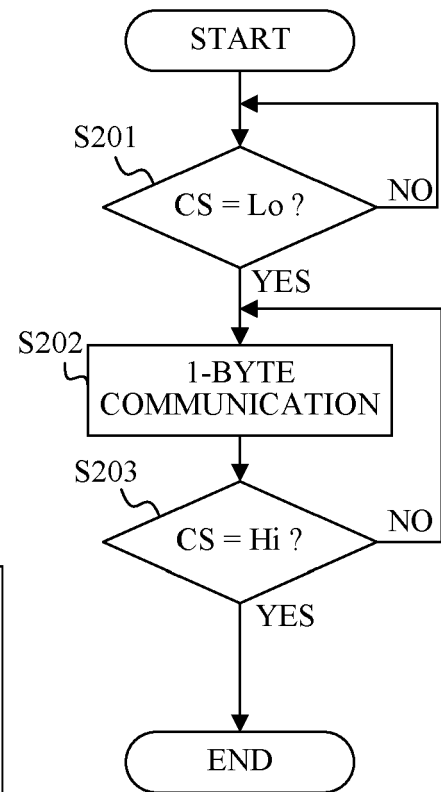 START
S201
CS = Lo ?
NO
YES
S202
1-BYTE
COMMUNICATION
S203
CS = Hi ?
NO
YES
END